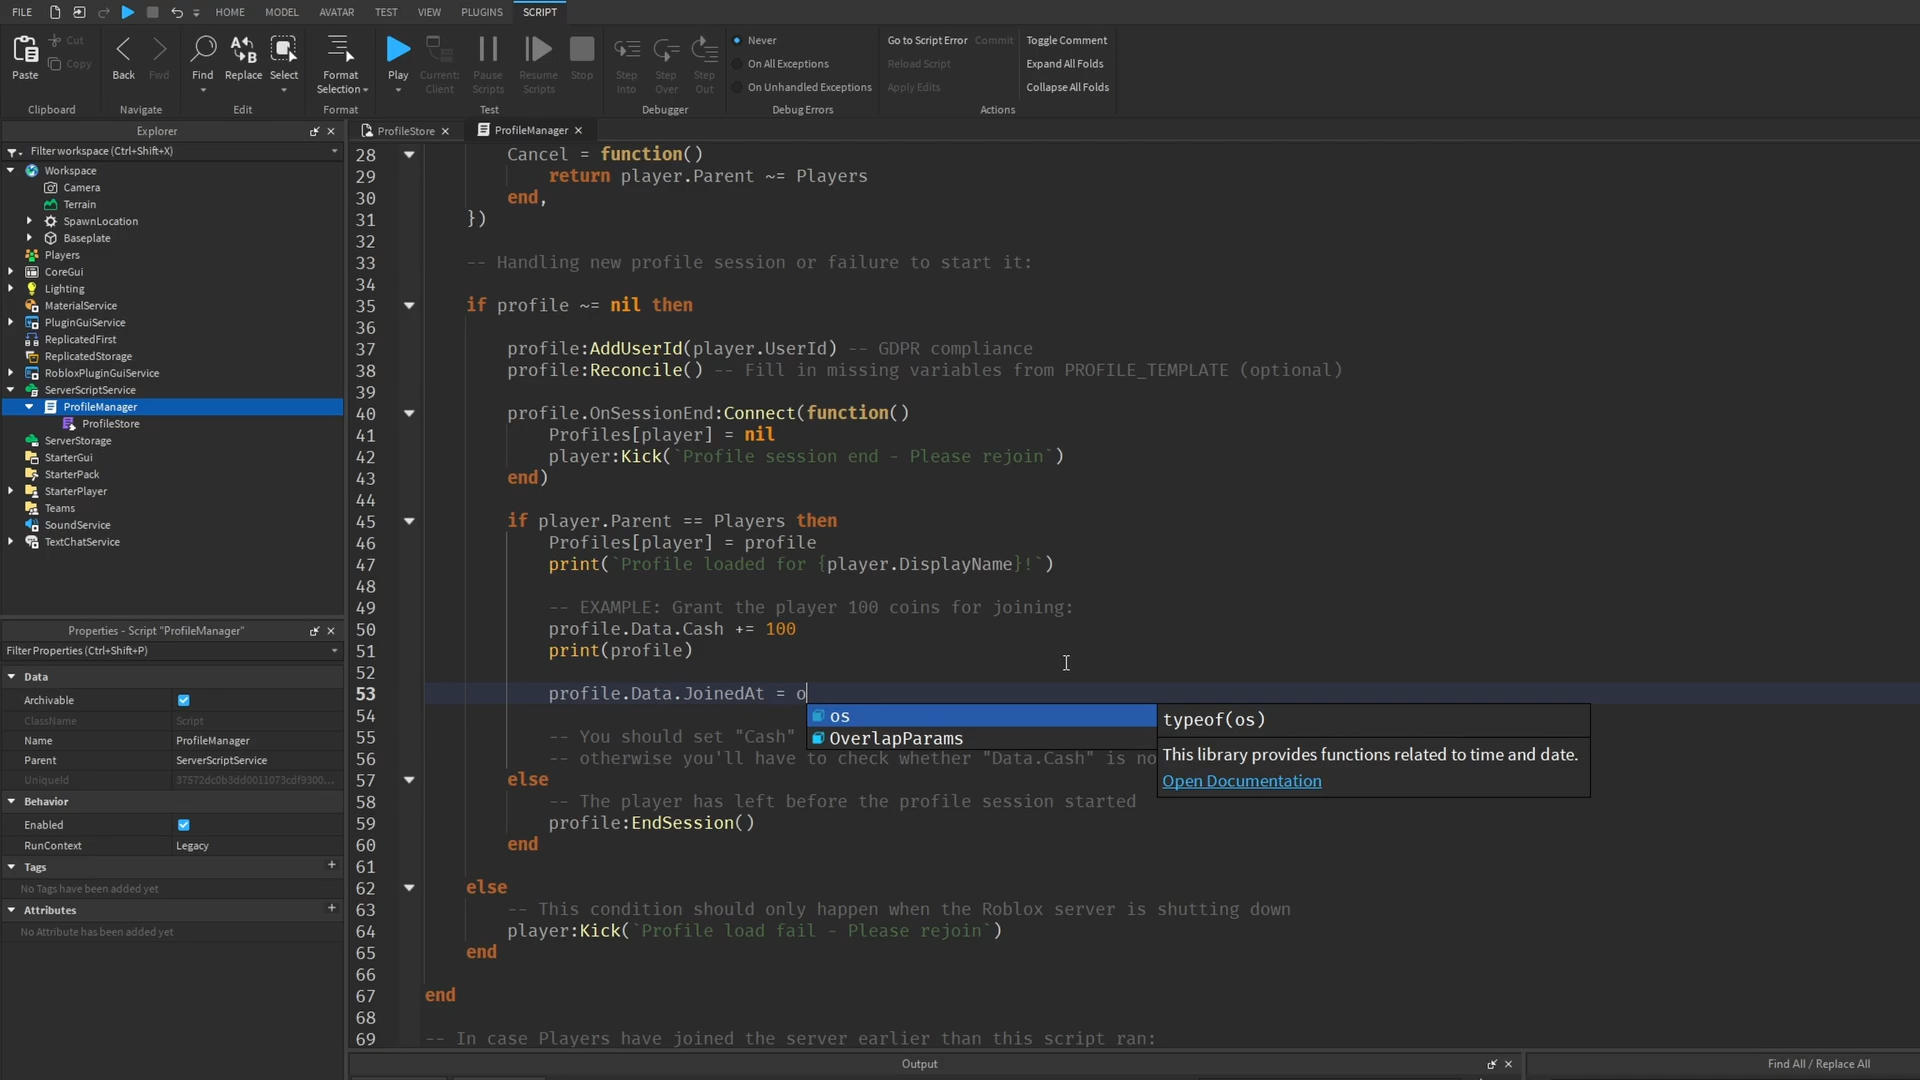 FILE HOME MODEL AVATAR TEST VIEW PLUGINS SCRIPT
Paste Cut Copy Back Fwd Find Replace Select Format Selection Play Current: Client Pause Scripts Resume Scripts Stop Step Into Step Over Step Out
Never
On All Exceptions
On Unhandled Exceptions
Go to Script Error Commit
Reload Script
Apply Edits
Toggle Comment
Expand All Folds
Collapse All Folds
Clipboard Navigate Edit Format Test Debugger Debug Errors Actions
Explorer
Filter workspace (Ctrl+Shift+X)
Workspace
Camera
Terrain
SpawnLocation
Baseplate
Players
CoreGui
Lighting
MaterialService
PluginGuiService
ReplicatedFirst
ReplicatedStorage
RobloxPluginGuiService
ServerScriptService
ProfileManager
ProfileStore
ServerStorage
StarterGui
StarterPack
StarterPlayer
Teams
SoundService
TextChatService
Properties - Script "ProfileManager"
Filter Properties (Ctrl+Shift+P)
Data
Archivable
ClassName Script
Name ProfileManager
Parent ServerScriptService
UniqueId 37572dc0b3dd0011073cdf9300...
Behavior
Enabled
RunContext Legacy
Tags +
No Tags have been added yet
Attributes +
No Attribute has been added yet
ProfileStore ProfileManager
28 Cancel = function()
29 return player.Parent ~= Players
30 end,
31 })
32
33 -- Handling new profile session or failure to start it:
34
35 if profile ~= nil then
36
37 profile:AddUserId(player.UserId) -- GDPR compliance
38 profile:Reconcile() -- Fill in missing variables from PROFILE_TEMPLATE (optional)
39
40 profile.OnSessionEnd:Connect(function()
41 Profiles[player] = nil
42 player:Kick(`Profile session end - Please rejoin`)
43 end)
44
45 if player.Parent == Players then
46 Profiles[player] = profile
47 print(`Profile loaded for {player.DisplayName}!`)
48
49 -- EXAMPLE: Grant the player 100 coins for joining:
50 profile.Data.Cash += 100
51 print(profile)
52
53 profile.Data.JoinedAt = o
54
55 -- You should set "Cash"
56 -- otherwise you'll have to check whether "Data.Cash" is no
57 else
58 -- The player has left before the profile session started
59 profile:EndSession()
60 end
61
62 else
63 -- This condition should only happen when the Roblox server is shutting down
64 player:Kick(`Profile load fail - Please rejoin`)
65 end
66
67 end
68
69 -- In case Players have joined the server earlier than this script ran:
os
OverlapParams
typeof(os)
This library provides functions related to time and date.
Open Documentation
Output
Find All / Replace All